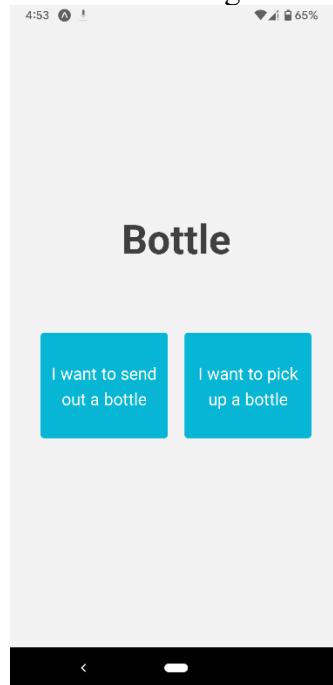 4:53 65%
Bottle
I want to send
out a bottle
I want to pick
up a bottle